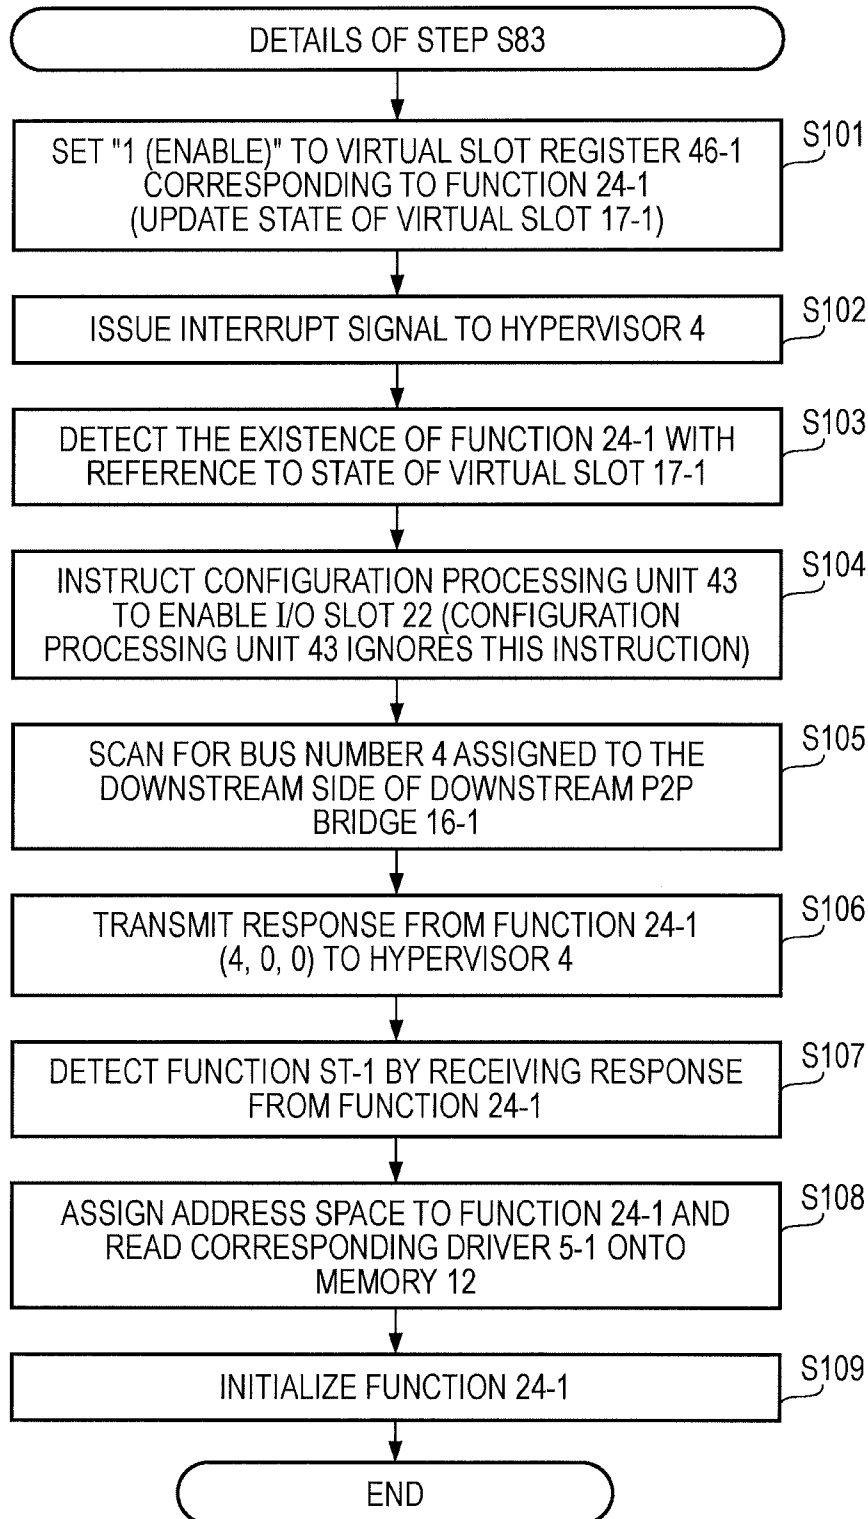 DETAILS OF STEP S83
S101
SET "1 (ENABLE)" TO VIRTUAL SLOT REGISTER 46-1
CORRESPONDING TO FUNCTION 24-1
(UPDATE STATE OF VIRTUAL SLOT 17-1)
S102
ISSUE INTERRUPT SIGNAL TO HYPERVISOR 4
S103
DETECT THE EXISTENCE OF FUNCTION 24-1 WITH
REFERENCE TO STATE OF VIRTUAL SLOT 17-1
S104
INSTRUCT CONFIGURATION PROCESSING UNIT 43
TO ENABLE I/O SLOT 22 (CONFIGURATION
PROCESSING UNIT 43 IGNORES THIS INSTRUCTION)
S105
SCAN FOR BUS NUMBER 4 ASSIGNED TO THE
DOWNSTREAM SIDE OF DOWNSTREAM P2P
BRIDGE 16-1
S106
TRANSMIT RESPONSE FROM FUNCTION 24-1
(4, 0, 0) TO HYPERVISOR 4
S107
DETECT FUNCTION ST-1 BY RECEIVING RESPONSE
FROM FUNCTION 24-1
S108
ASSIGN ADDRESS SPACE TO FUNCTION 24-1 AND
READ CORRESPONDING DRIVER 5-1 ONTO
MEMORY 12
S109
INITIALIZE FUNCTION 24-1
END